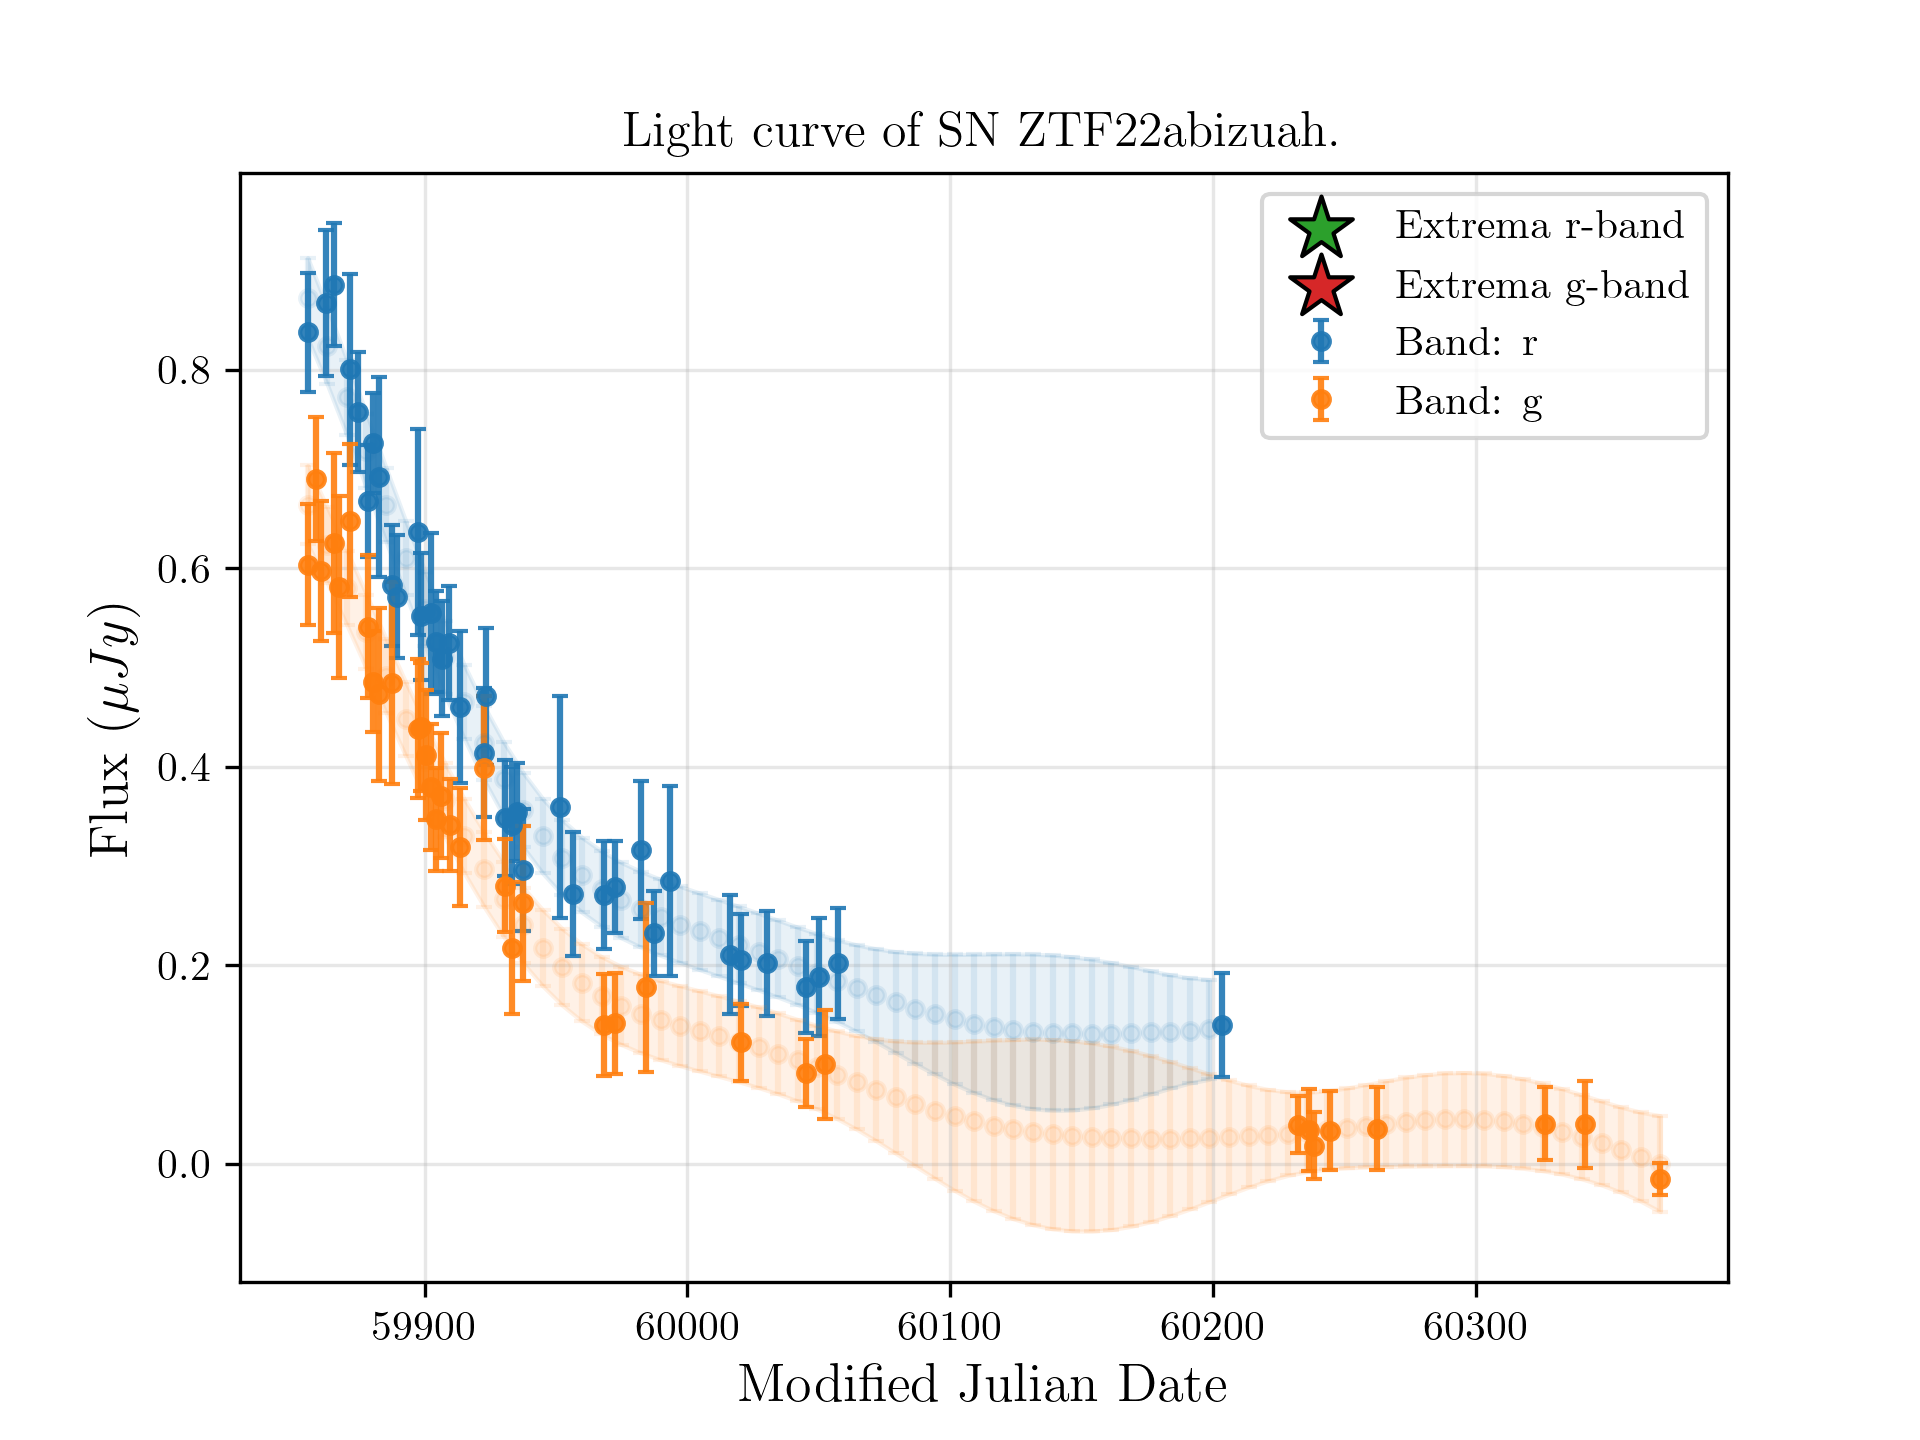 Light curve of SN ZTF22abizuah.
Extrema r-band
Extrema g-band
Band: r
Band: g
0.8
0.6
0.4
0.2
0.0
Flux (μJy)
59900 60000 60100 60200 60300
Modified Julian Date